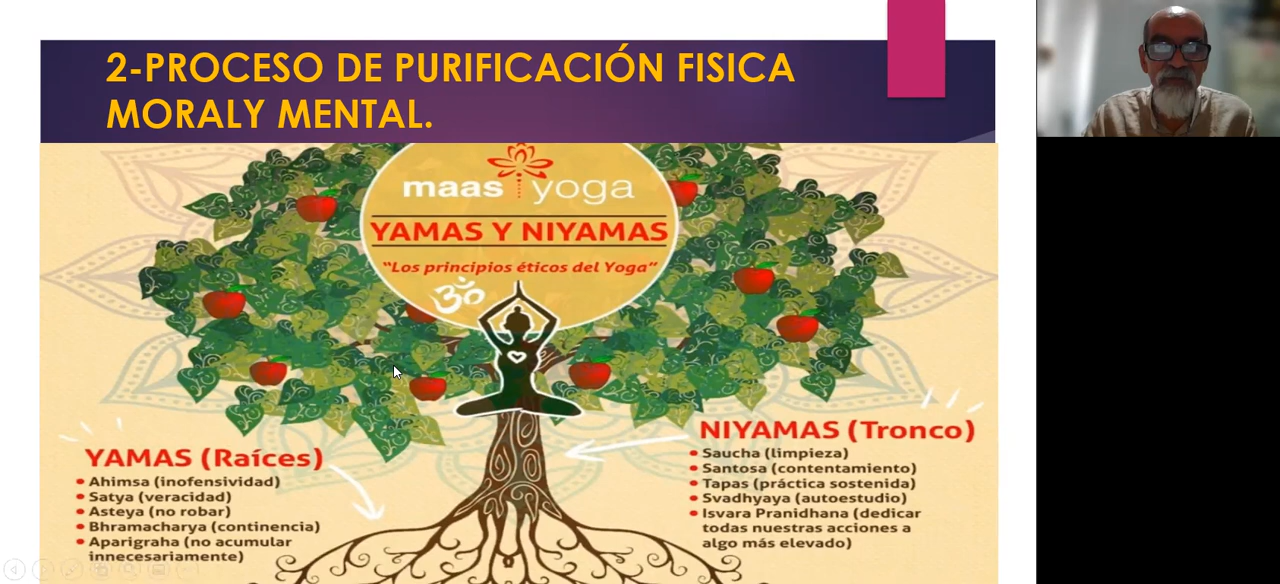 2-PROCESO DE PURIFICACIÓN FISICA
MORALY MENTAL.
maas yoga
YAMAS Y NIYAMAS
“Los principios éticos del Yoga”
ॐ
YAMAS (Raíces)
Ahimsa (inofensividad)
Satya (veracidad)
Asteya (no robar)
Bhramacharya (continencia)
Aparigraha (no acumular
innecesariamente)
NIYAMAS (Tronco)
Saucha (limpieza)
Santosa (contentamiento)
Tapas (práctica sostenida)
Svadhyaya (autoestudio)
Isvara Pranidhana (dedicar
todas nuestras acciones a
algo más elevado)